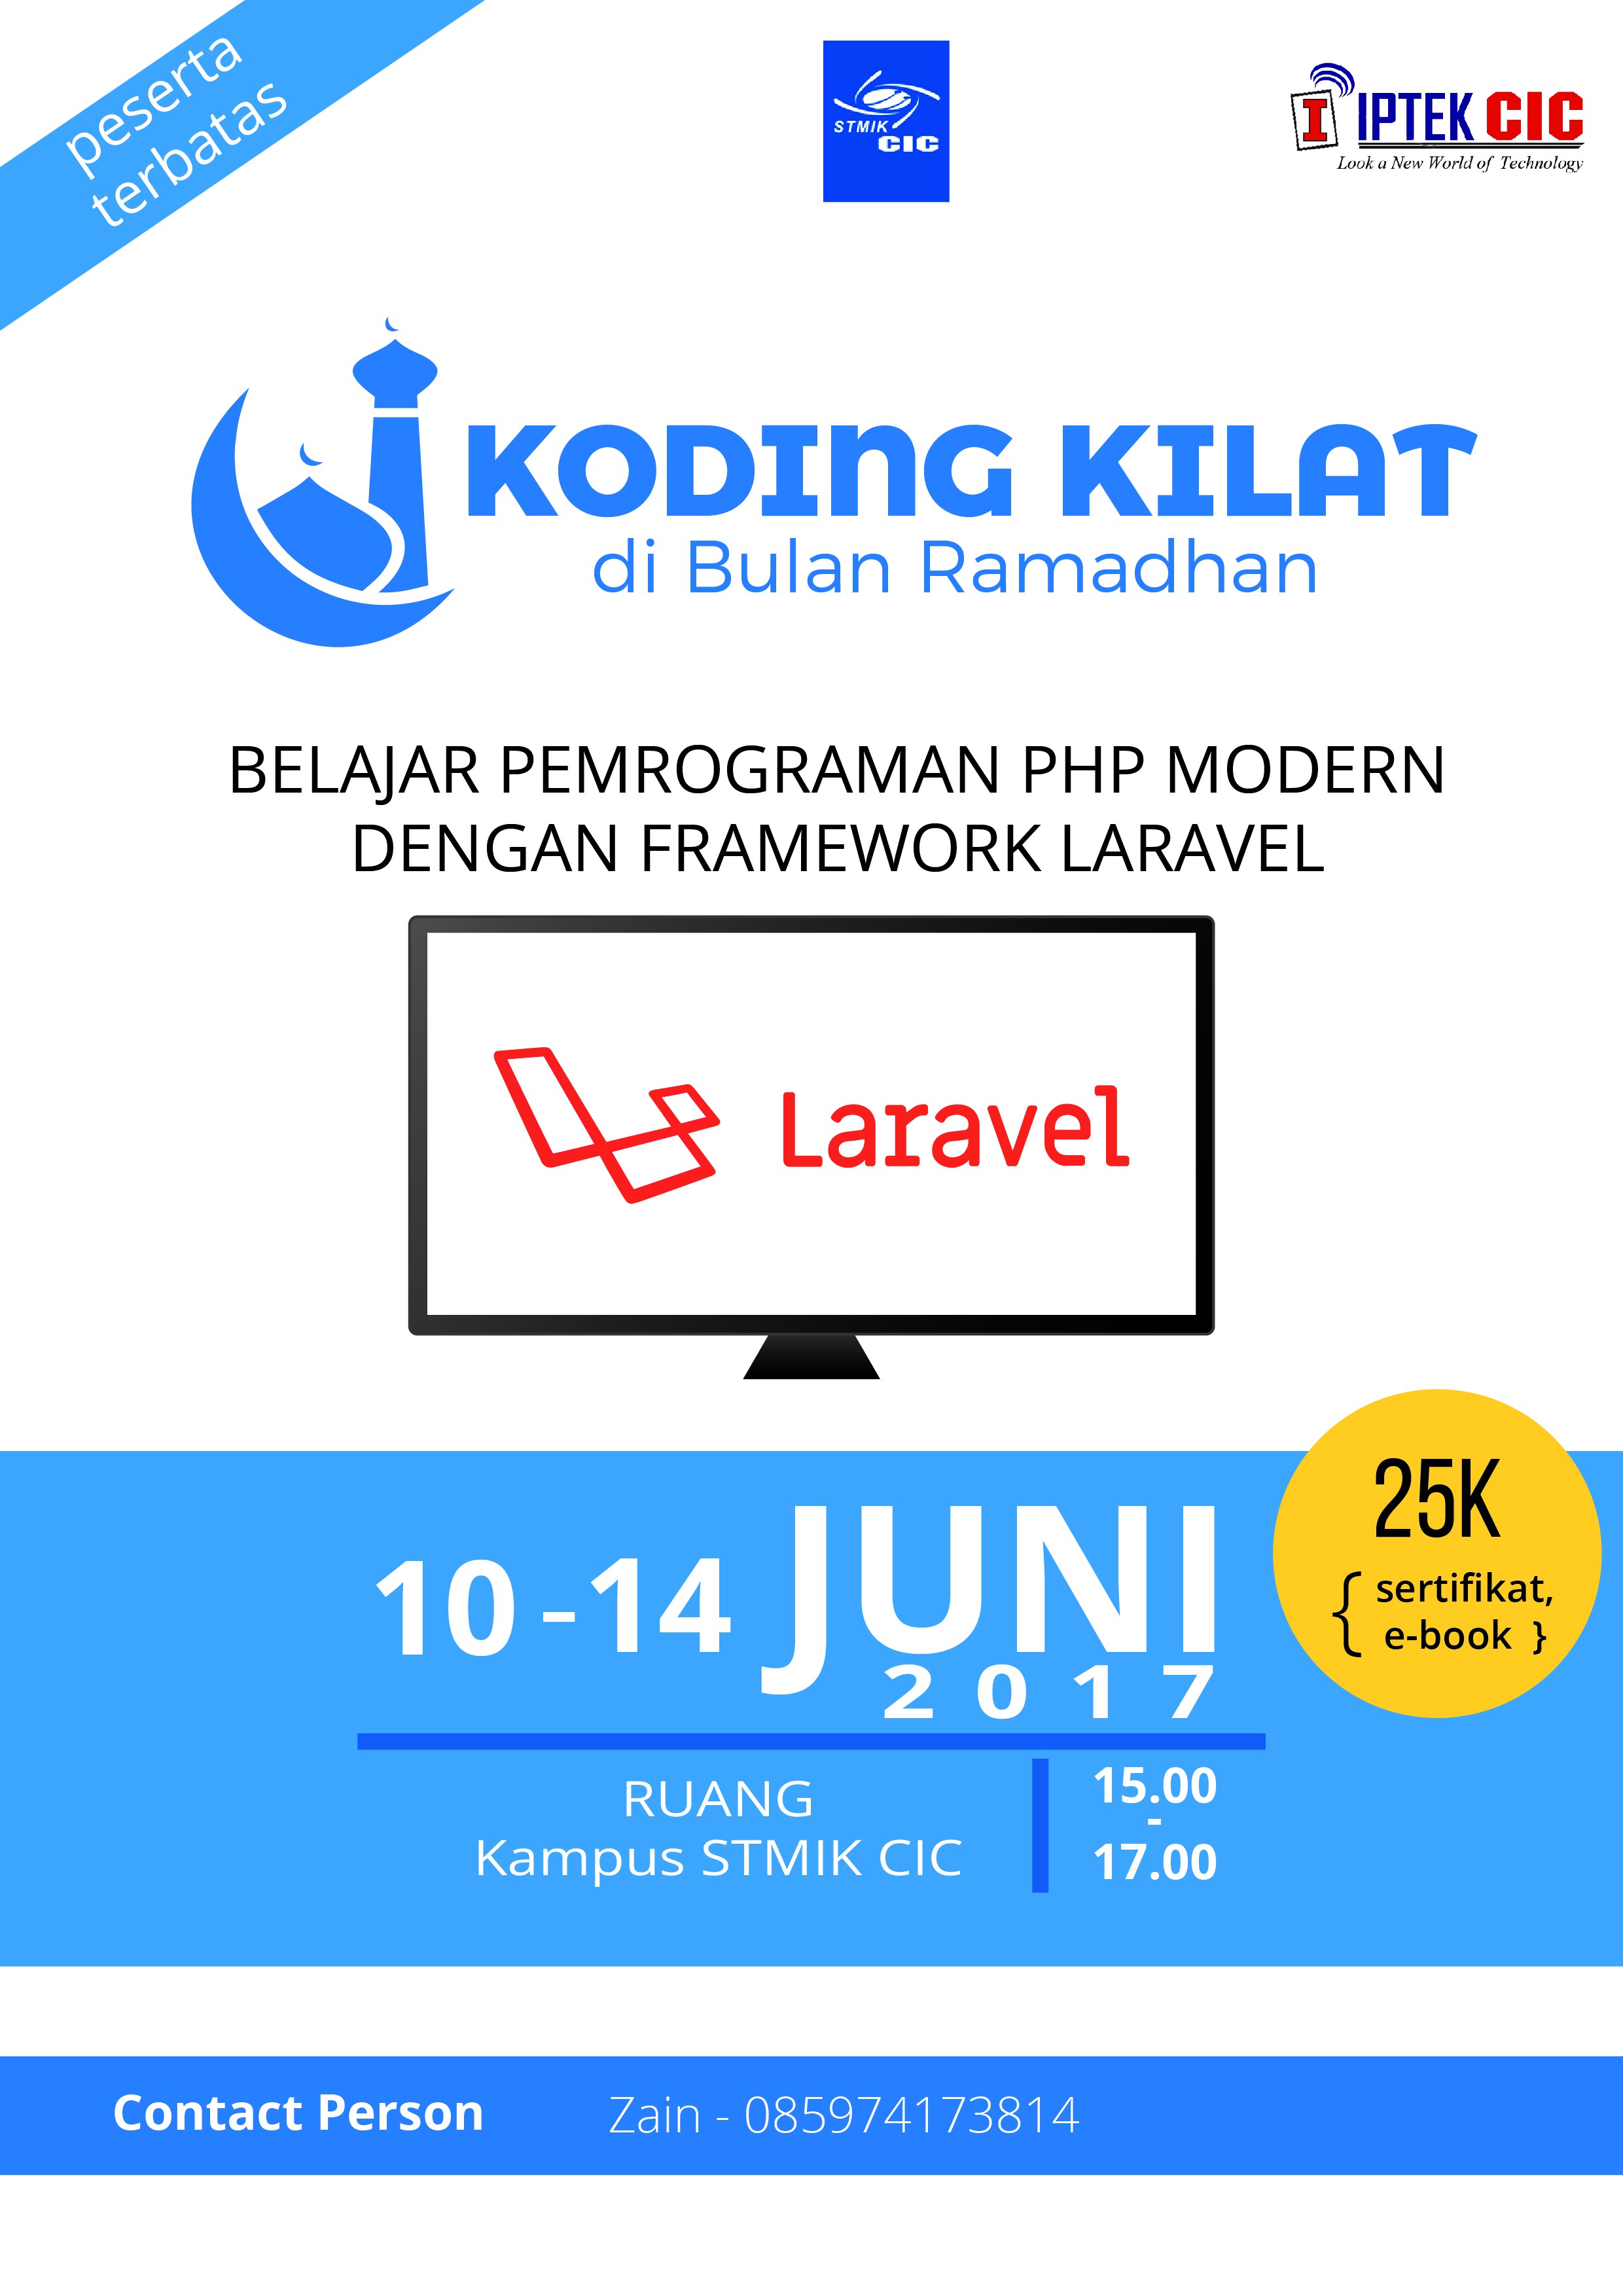 peserta
terbatas
STMIK
CIC
I IPTEK CIC
Look a New World of Technology
KODING KILAT
di Bulan Ramadhan
BELAJAR PEMROGRAMAN PHP MODERN
DENGAN FRAMEWORK LARAVEL
Laravel
25K
{ sertifikat,
e-book }
10 - 14 JUNI
2017
RUANG
Kampus STMIK CIC
15.00
-
17.00
Contact Person Zain - 085974173814